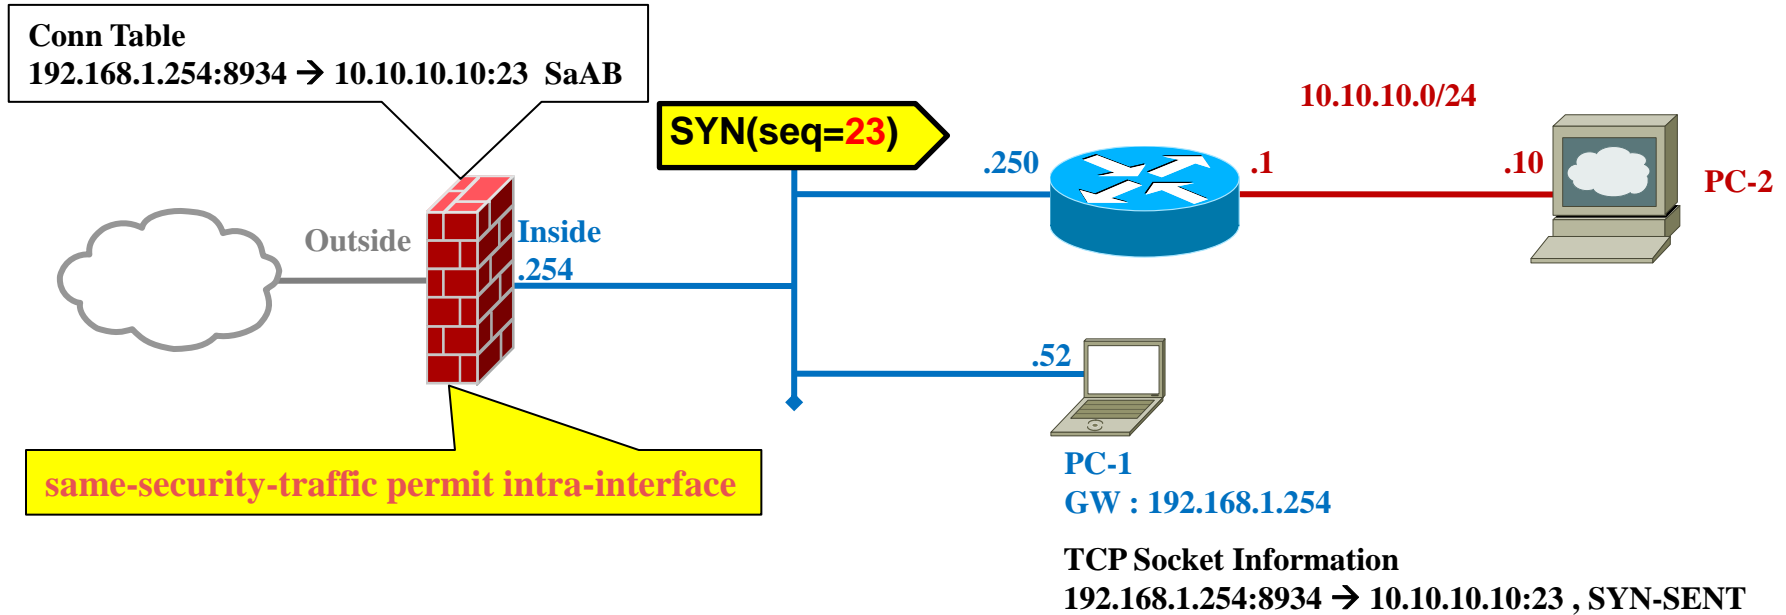 Conn Table
192.168.1.254:8934 → 10.10.10.10:23 SaAB
SYN(seq=23)
10.10.10.0/24
.250
.1
.10
PC-2
Outside
Inside
.254
.52
same-security-traffic permit intra-interface
PC-1
GW : 192.168.1.254
TCP Socket Information
192.168.1.254:8934 → 10.10.10.10:23 , SYN-SENT